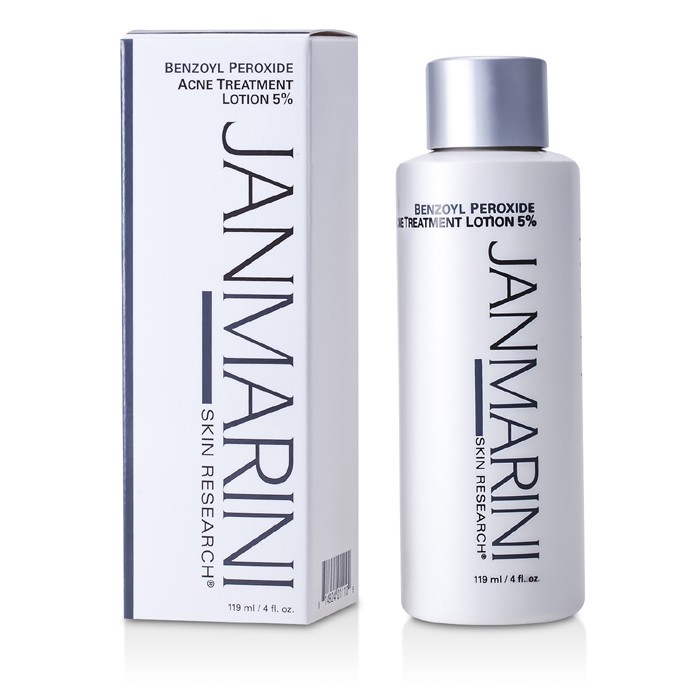 BENZOYL PEROXIDE
ACNE TREATMENT
LOTION 5%
JANMARINI
SKIN RESEARCH®
119 ml / 4 fl. oz.
BENZOYL PEROXIDE
NE TREATMENT LOTION 5%
JANMARINI
SKIN RESEARCH®
119 ml / 4 fl. oz.